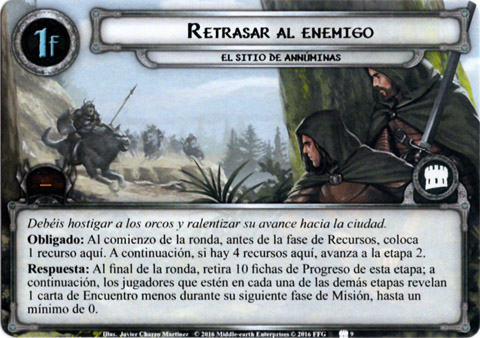 1F
RETRASAR AL ENEMIGO
EL SITIO DE ANNÚMINAS
–
Debéis hostigar a los orcos y ralentizar su avance hacia la ciudad.
Obligado: Al comienzo de la ronda, antes de la fase de Recursos, coloca
1 recurso aquí. A continuación, si hay 4 recursos aquí, avanza a la etapa 2.
Respuesta: Al final de la ronda, retira 10 fichas de Progreso de esta etapa; a
continuación, los jugadores que estén en cada una de las demás etapas revelan
1 carta de Encuentro menos durante su siguiente fase de Misión, hasta un
mínimo de 0.
Ilus. Javier Charro Martínez © 2016 Middle-earth Enterprises © 2016 FFG 9